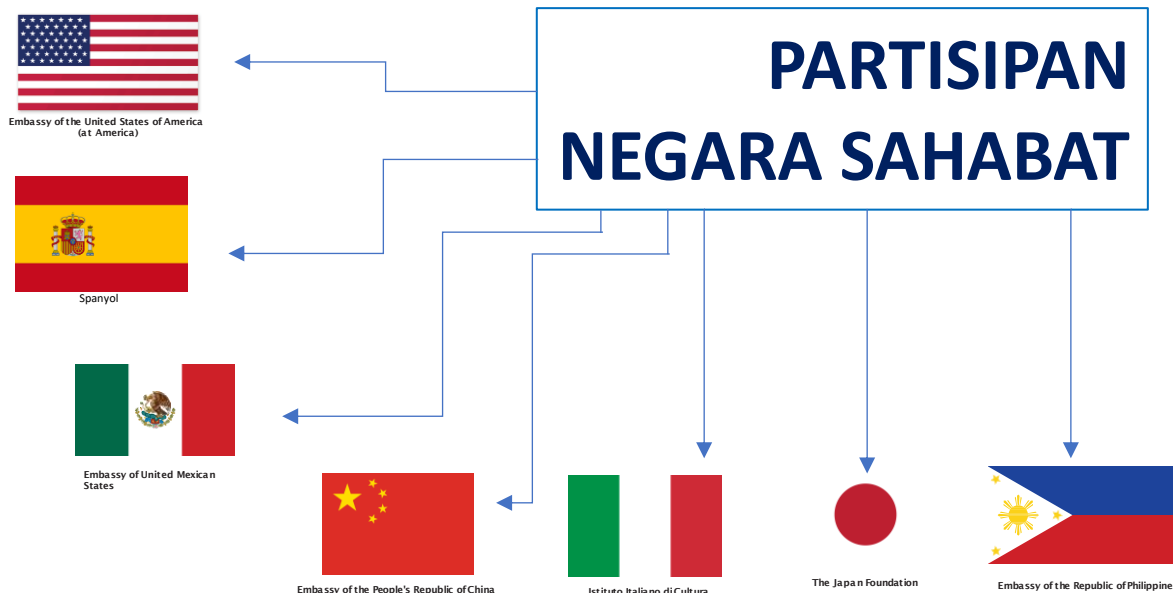 PARTISIPAN
NEGARA SAHABAT
Embassy of the United States of America
(at America)
Spanyol
Embassy of United Mexican
States
Embassy of the People's Republic of China
Istituto Italiano di Cultura
The Japan Foundation
Embassy of the Republic of Philippine